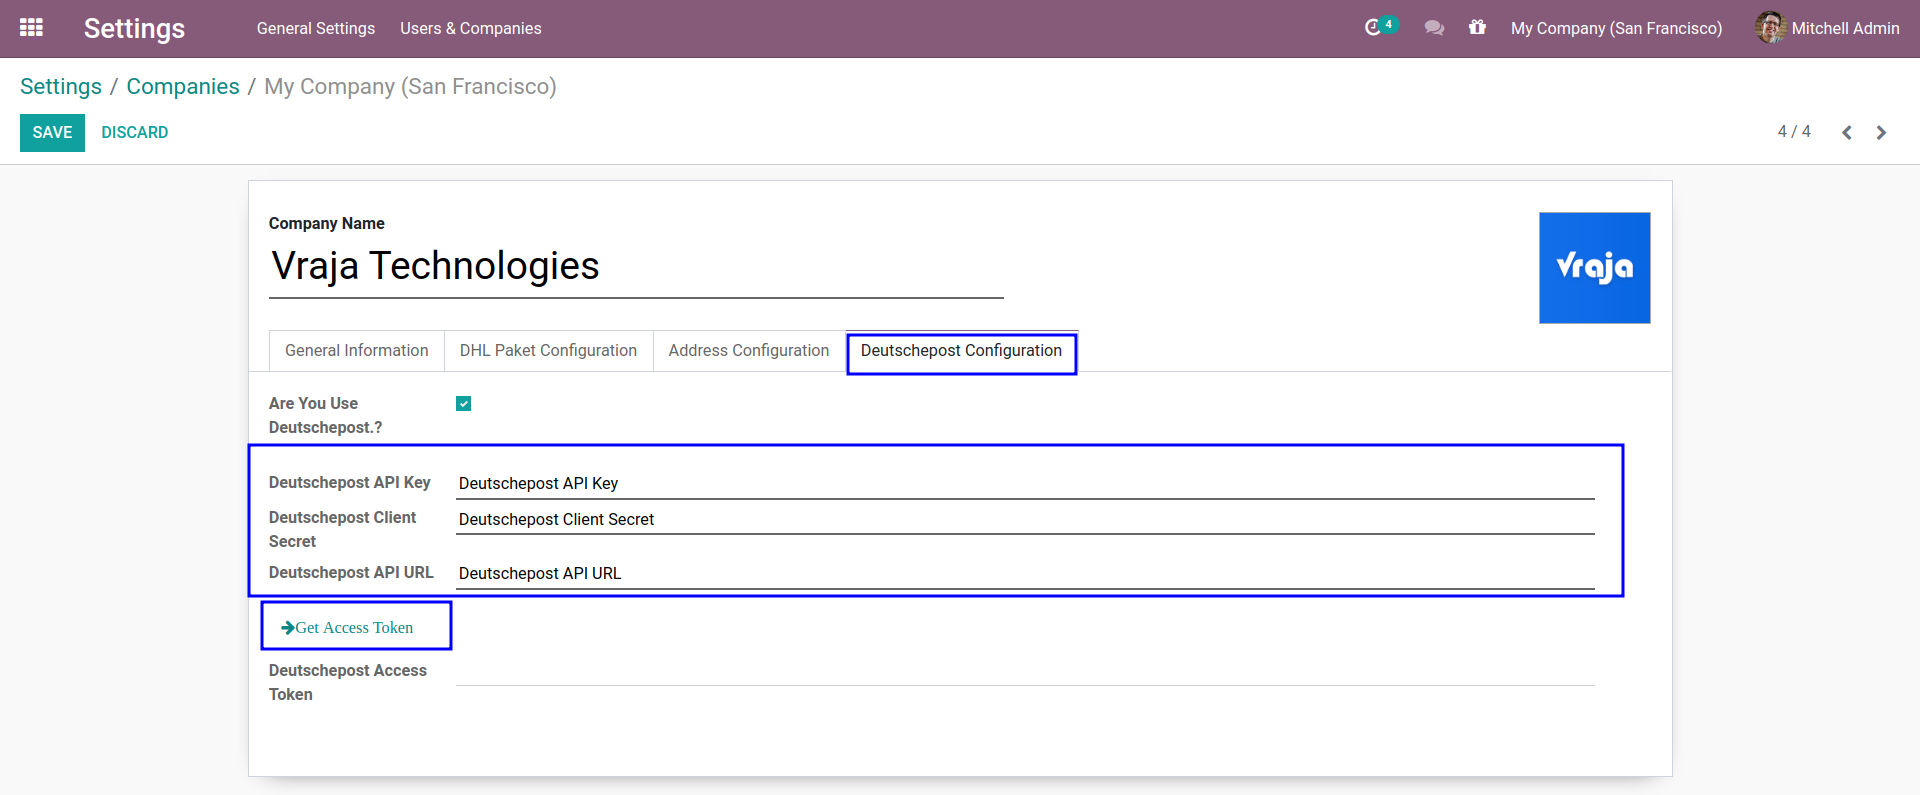 Settings General Settings Users & Companies 4 My Company (San Francisco) Mitchell Admin
Settings / Companies / My Company (San Francisco)
SAVE DISCARD 4 / 4
Company Name
Vraja Technologies
vraja
General Information DHL Paket Configuration Address Configuration Deutschepost Configuration
Are You Use
Deutschepost.?
Deutschepost API Key Deutschepost API Key
Deutschepost Client Deutschepost Client Secret
Secret
Deutschepost API URL Deutschepost API URL
Get Access Token
Deutschepost Access
Token